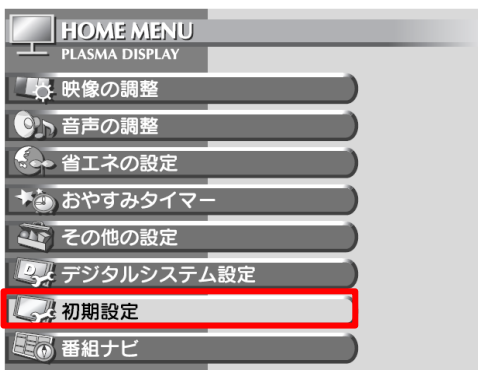 HOME MENU
PLASMA DISPLAY
映像の調整
音声の調整
省エネの設定
おやすみタイマー
その他の設定
デジタルシステム設定
初期設定
番組ナビ